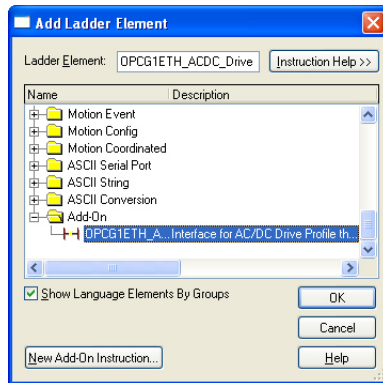 Add Ladder Element
Ladder Element: OPCG1ETH_ACDC_Drive Instruction Help >>
Name Description
Motion Event
Motion Config
Motion Coordinated
ASCII Serial Port
ASCII String
ASCII Conversion
Add-On
OPCG1ETH_A... Interface for AC/DC Drive Profile th...
Show Language Elements By Groups
OK
Cancel
New Add-On Instruction...
Help